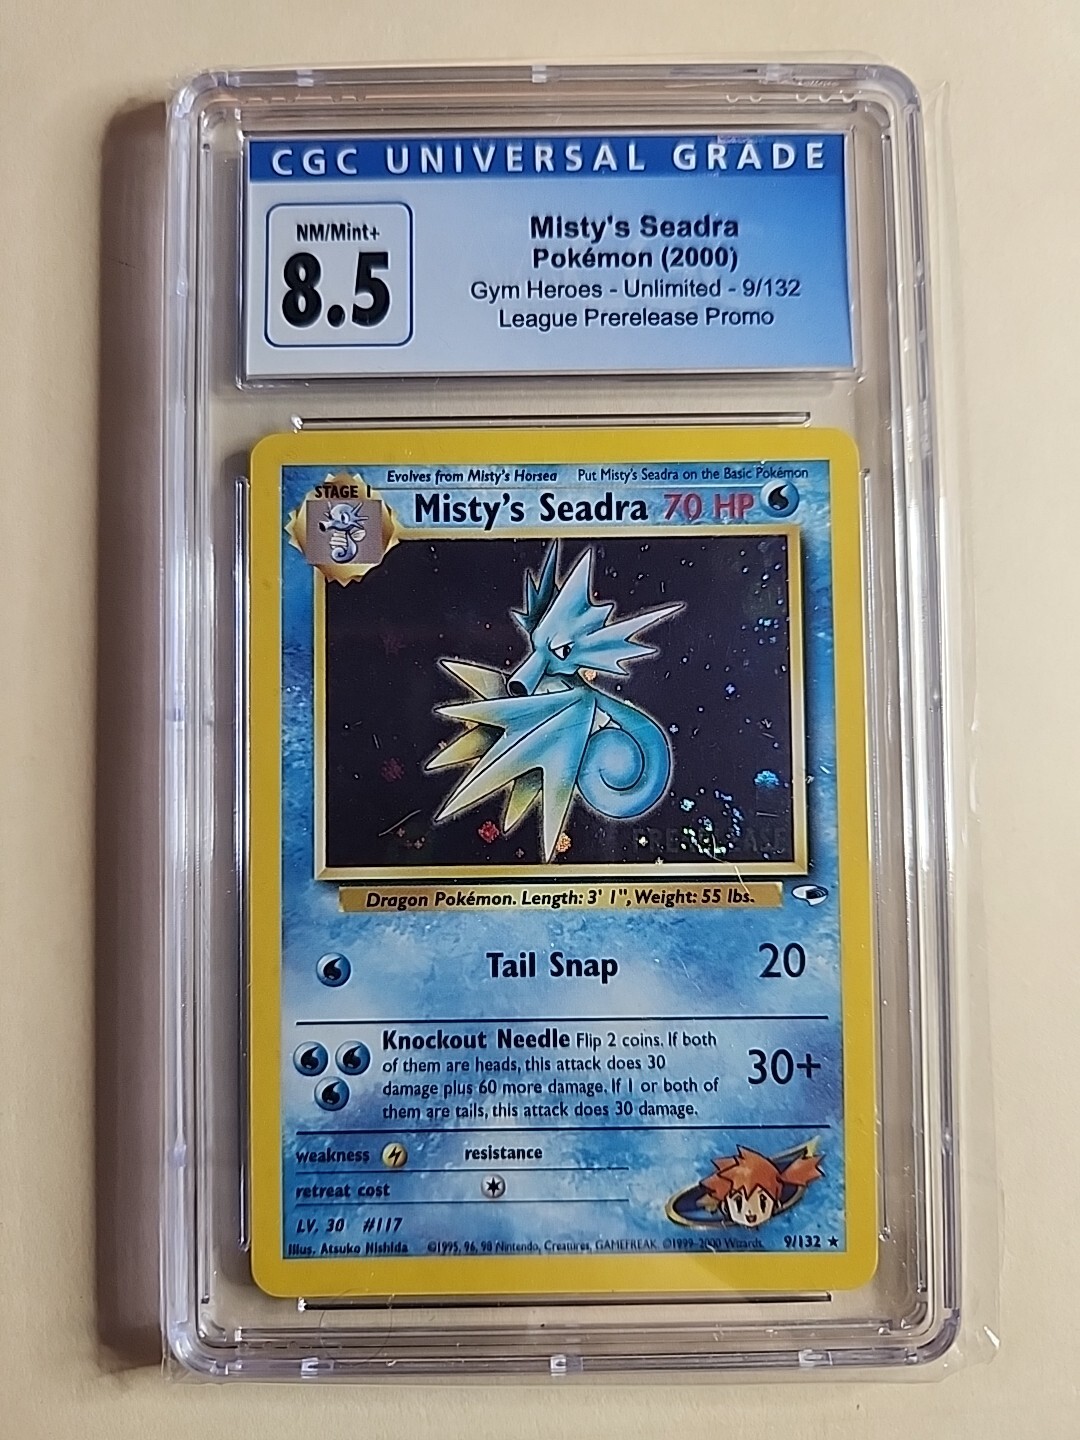 CGC UNIVERSAL GRADE
NM/Mint+
8.5
Misty's Seadra
Pokémon (2000)
Gym Heroes - Unlimited - 9/132
League Prerelease Promo
Evolves from Misty's Horsea Put Misty's Seadra on the Basic Pokémon
STAGE 1
Misty's Seadra 70 HP
PRERELEASE
Dragon Pokémon. Length: 3' 1", Weight: 55 lbs.
Tail Snap 20
Knockout Needle Flip 2 coins. If both
of them are heads, this attack does 30
damage plus 60 more damage. If 1 or both of
them are tails, this attack does 30 damage.
30+
weakness resistance
retreat cost
LV. 30 #117
Illus. Atsuko Nishida ©1995, 96, 98 Nintendo, Creatures, GAMEFREAK. ©1999-2000 Wizards. 9/132 ★